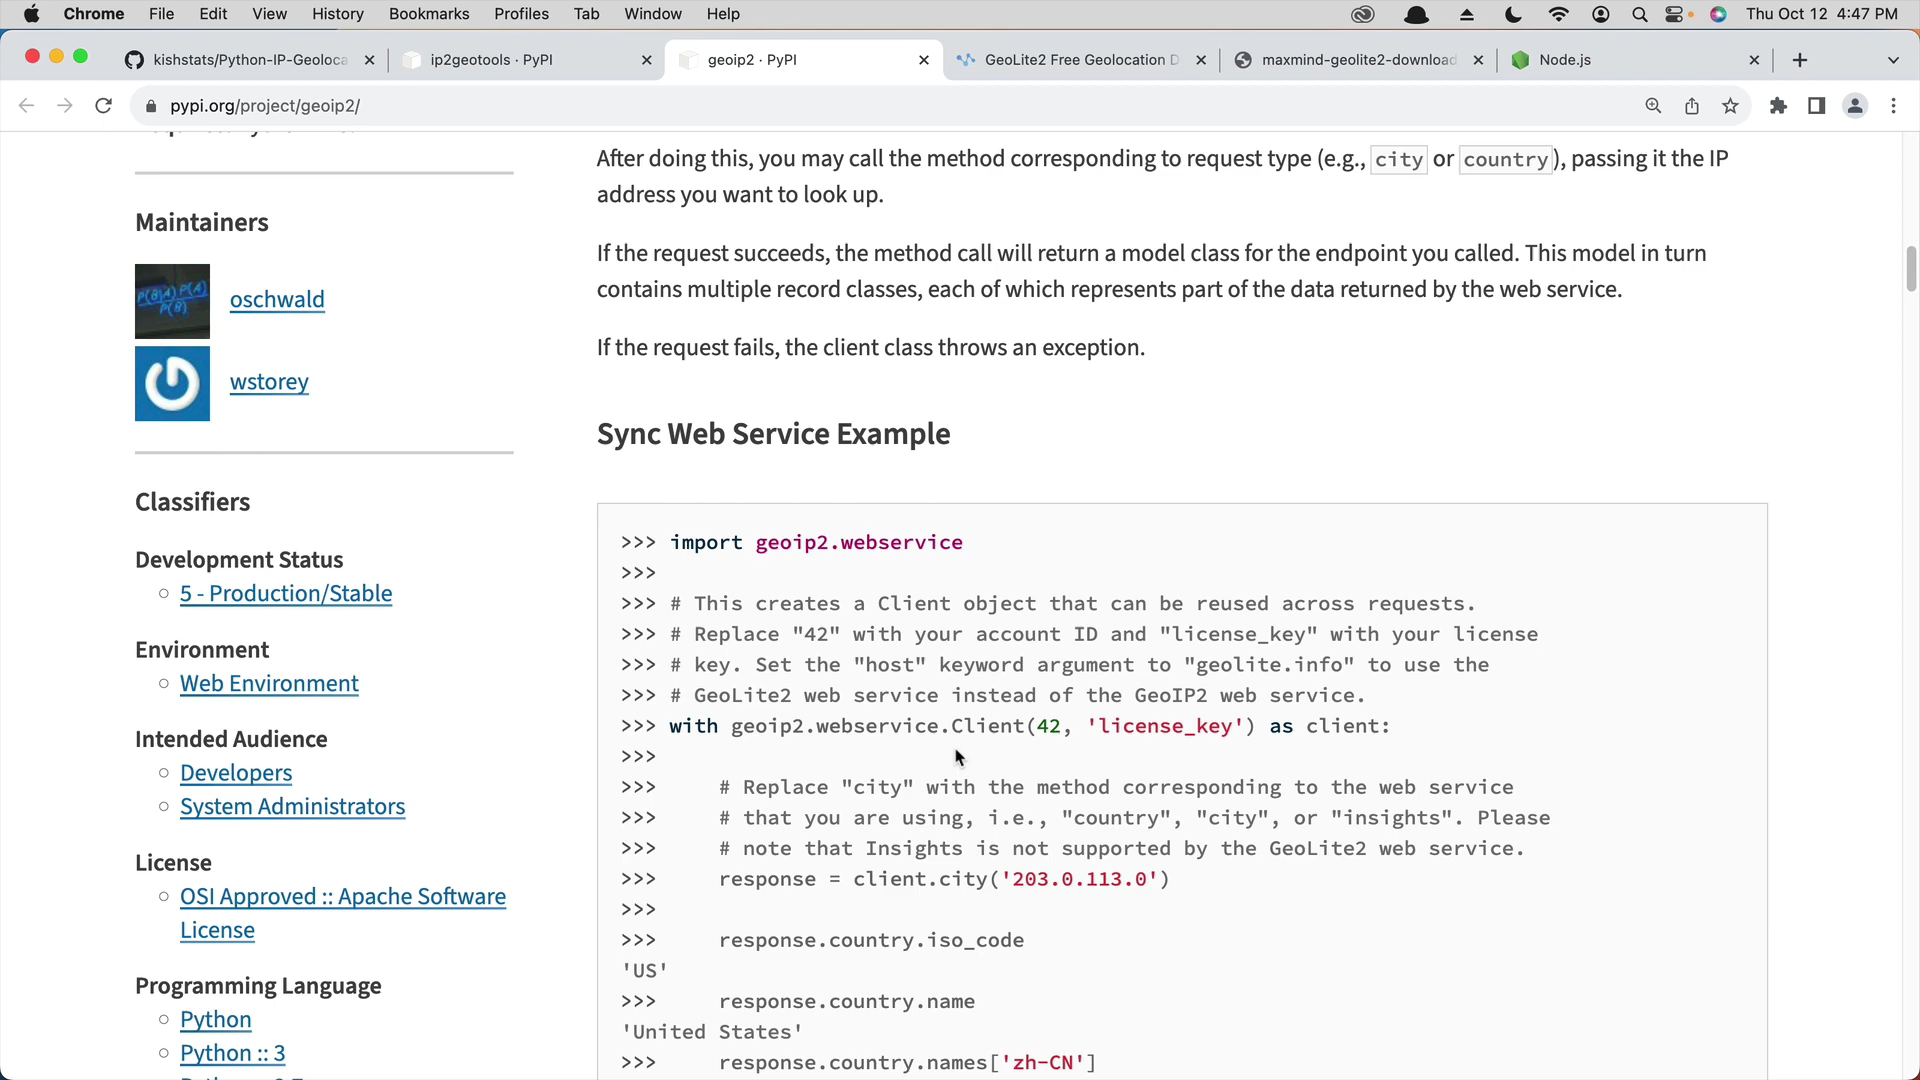 Chrome File Edit View History Bookmarks Profiles Tab Window Help Thu Oct 12 4:47 PM
kishstats/Python-IP-Geoloca
ip2geotools · PyPI
geoip2 · PyPI
GeoLite2 Free Geolocation D
maxmind-geolite2-download
Node.js
pypi.org/project/geoip2/
Maintainers
oschwald
wstorey
Classifiers
Development Status
5 - Production/Stable
Environment
Web Environment
Intended Audience
Developers
System Administrators
License
OSI Approved :: Apache Software
License
Programming Language
Python
Python :: 3
After doing this, you may call the method corresponding to request type (e.g., city or country), passing it the IP
address you want to look up.
If the request succeeds, the method call will return a model class for the endpoint you called. This model in turn
contains multiple record classes, each of which represents part of the data returned by the web service.
If the request fails, the client class throws an exception.
Sync Web Service Example
>>> import geoip2.webservice
>>>
>>> # This creates a Client object that can be reused across requests.
>>> # Replace "42" with your account ID and "license_key" with your license
>>> # key. Set the "host" keyword argument to "geolite.info" to use the
>>> # GeoLite2 web service instead of the GeoIP2 web service.
>>> with geoip2.webservice.Client(42, 'license_key') as client:
>>>
>>>     # Replace "city" with the method corresponding to the web service
>>>     # that you are using, i.e., "country", "city", or "insights". Please
>>>     # note that Insights is not supported by the GeoLite2 web service.
>>>     response = client.city('203.0.113.0')
>>>
>>>     response.country.iso_code
'US'
>>>     response.country.name
'United States'
>>>     response.country.names['zh-CN']